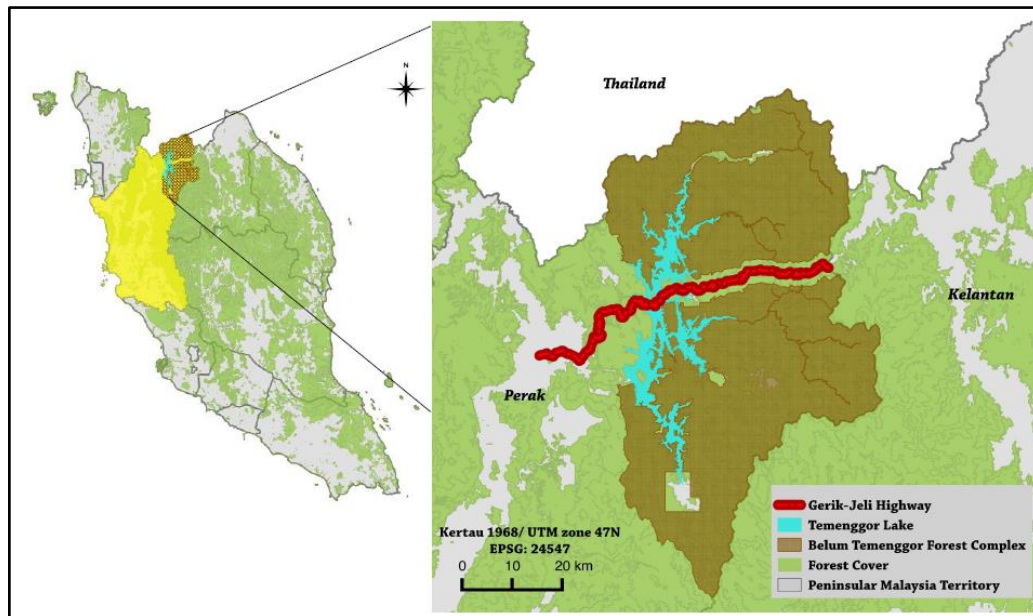 N
Thailand
Kelantan
Perak
Gerik-Jeli Highway
Temenggor Lake
Belum Temenggor Forest Complex
Forest Cover
Peninsular Malaysia Territory
Kertau 1968/ UTM zone 47N
EPSG: 24547
0 10 20 km